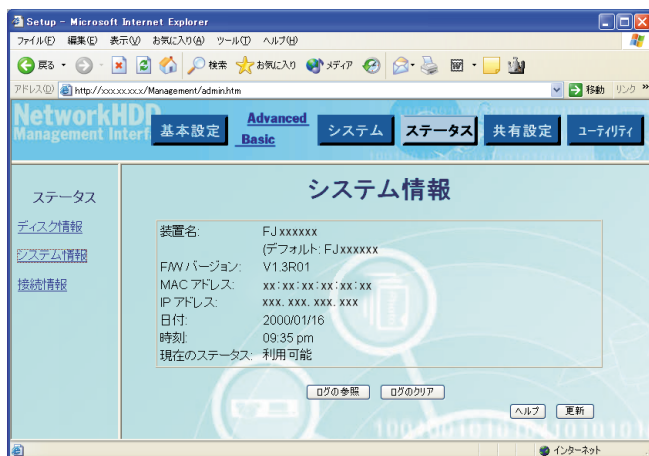 Setup - Microsoft Internet Explorer
ファイル(F) 編集(E) 表示(V) お気に入り(A) ツール(T) ヘルプ(H)
戻る 検索 お気に入り メディア
アドレス(D) http://xxxxxxxx/Management/admin.htm 移動 リンク »
NetworkHDD
Management Interf
基本設定
Advanced
Basic
システム
ステータス
共有設定
ユーティリティ
ステータス
ディスク情報
システム情報
接続情報
システム情報
装置名: FJxxxxxx
(デフォルト: FJxxxxxx
F/W バージョン: V1.3R01
MAC アドレス: xx:xx:xx:xx:xx:xx
IP アドレス: xxx. xxx. xxx. xxx
日付: 2000/01/16
時刻: 09:35 pm
現在のステータス: 利用可能
ログの参照 ログのクリア
ヘルプ 更新
インターネット